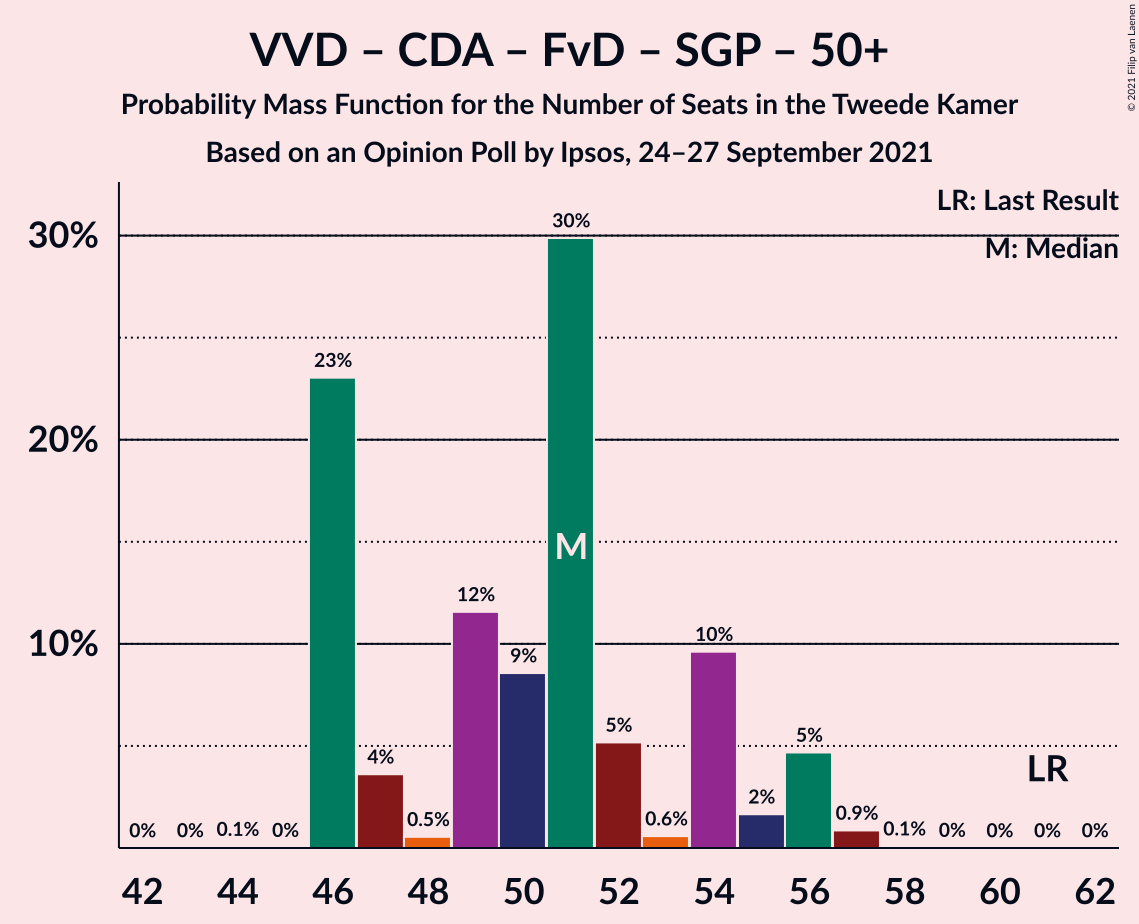 VVD – CDA – FvD – SGP – 50+
Probability Mass Function for the Number of Seats in the Tweede Kamer
Based on an Opinion Poll by Ipsos, 24–27 September 2021
© 2021 Filip van Laenen
LR: Last Result
M: Median
30%
20%
10%
0% 0% 0.1% 0% 23% 4% 0.5% 12% 9% 30% 5% 0.6% 10% 2% 5% 0.9% 0.1% 0% 0% 0% 0%
M
LR
42 44 46 48 50 52 54 56 58 60 62